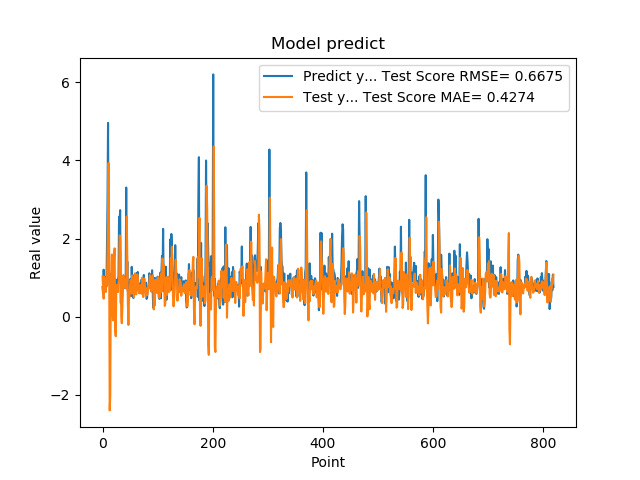 Model predict
Predict y... Test Score RMSE= 0.6675
Test y... Test Score MAE= 0.4274
Real value
6
4
2
0
−2
0 200 400 600 800
Point